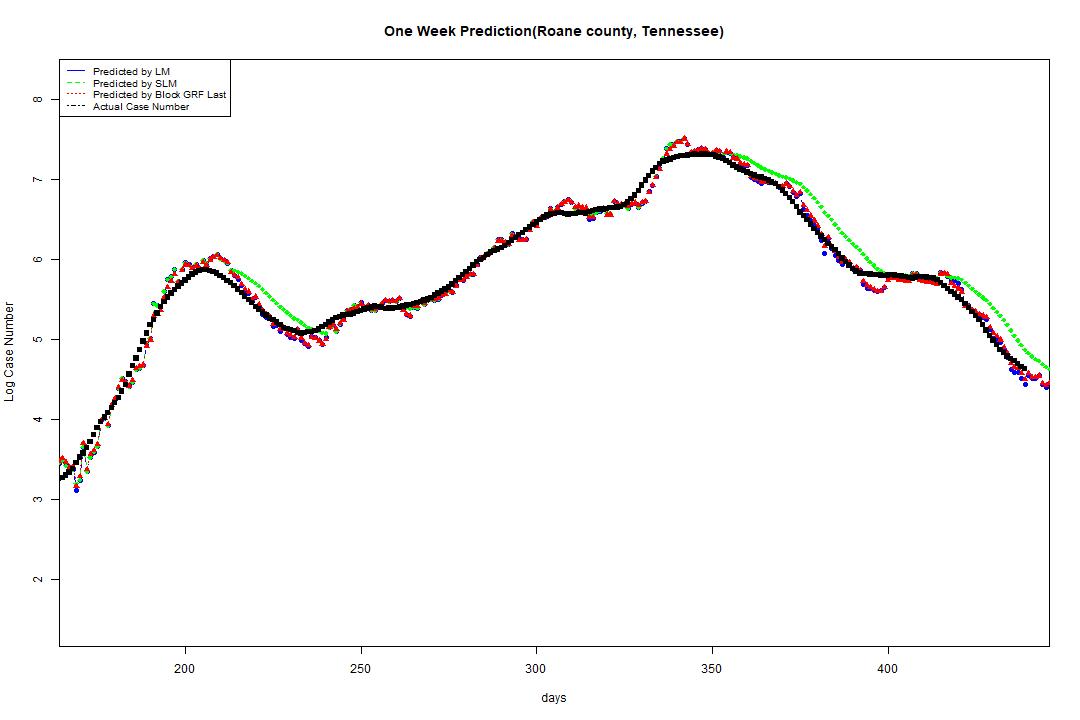 One Week Prediction(Roane county, Tennessee)
Predicted by LM
Predicted by SLM
Predicted by Block GRF Last
Actual Case Number
8
7
6
5
4
3
2
Log Case Number
200 250 300 350 400
days